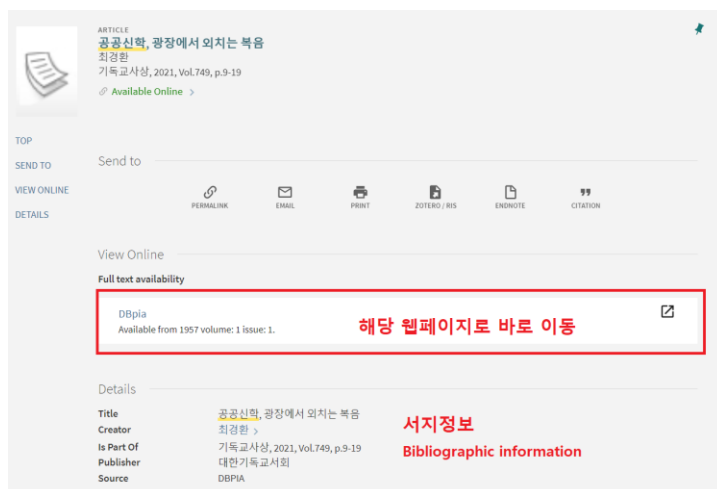 ARTICLE
공공신학, 광장에서 외치는 복음
최경환
기독교사상, 2021, Vol.749, p.9-19
Available Online >
TOP
SEND TO
VIEW ONLINE
DETAILS
Send to
PERMALINK EMAIL PRINT ZOTERO / RIS ENDNOTE CITATION
View Online
Full text availability
DBpia
Available from 1957 volume: 1 issue: 1.
해당 웹페이지로 바로 이동
Details
Title 공공신학, 광장에서 외치는 복음
Creator 최경환 >
Is Part Of 기독교사상, 2021, Vol.749, p.9-19
Publisher 대한기독교서회
Source DBPIA
서지정보
Bibliographic information